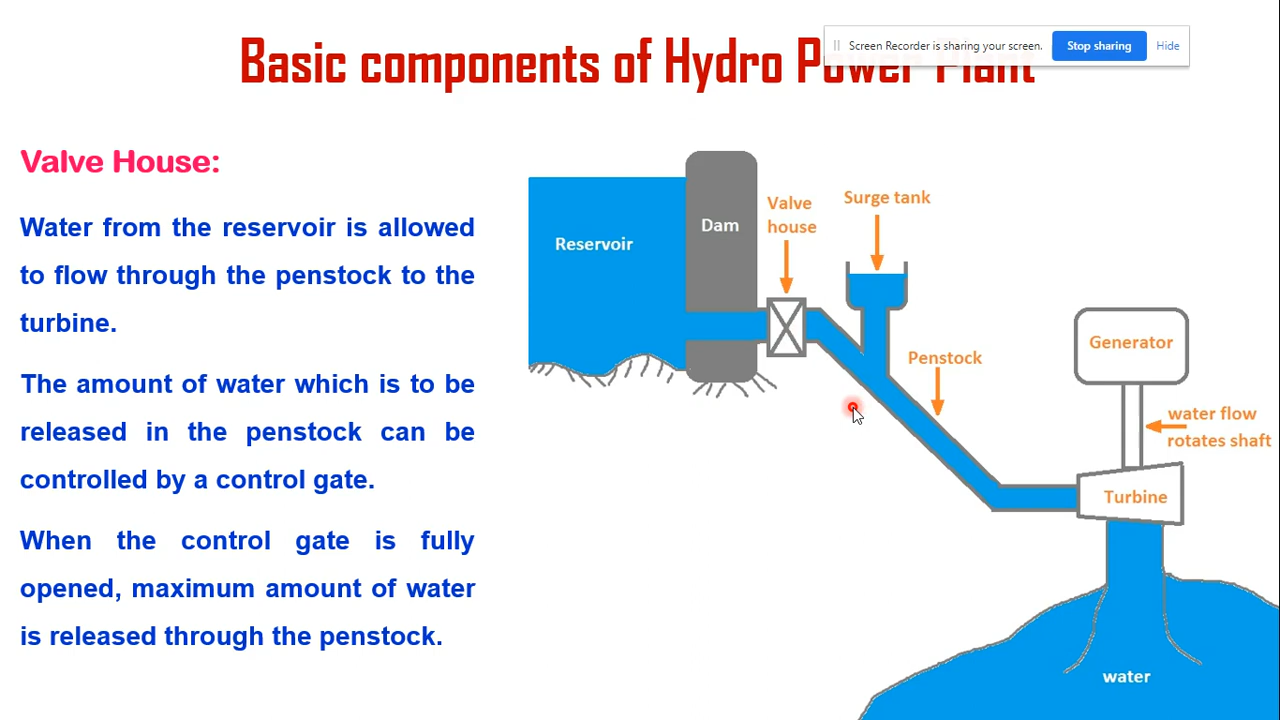 Basic components of Hydro Power Plant
Screen Recorder is sharing your screen. Stop sharing Hide
Valve House:
Water from the reservoir is allowed
to flow through the penstock to the
turbine.
The amount of water which is to be
released in the penstock can be
controlled by a control gate.
When the control gate is fully
opened, maximum amount of water
is released through the penstock.
Reservoir
Dam
Valve
house
Surge tank
Penstock
Generator
water flow
rotates shaft
Turbine
water